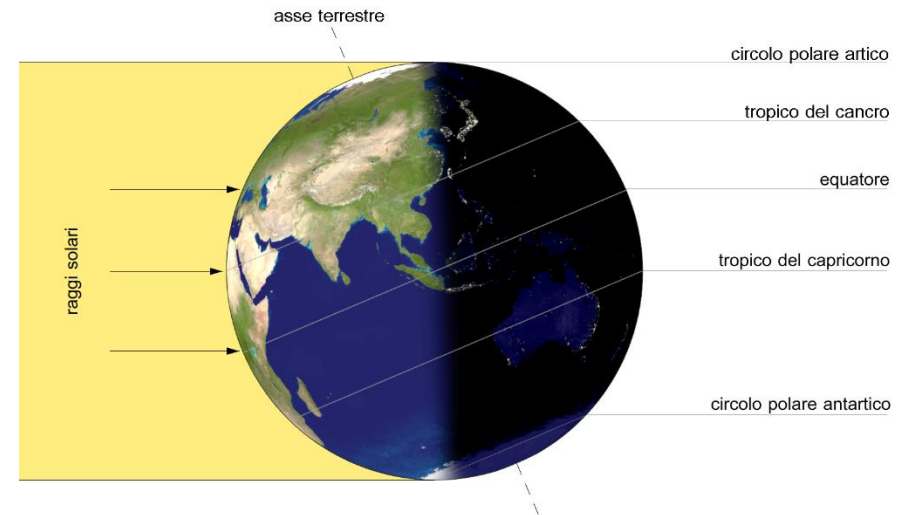 asse terrestre
circolo polare artico
tropico del cancro
equatore
raggi solari
tropico del capricorno
circolo polare antartico